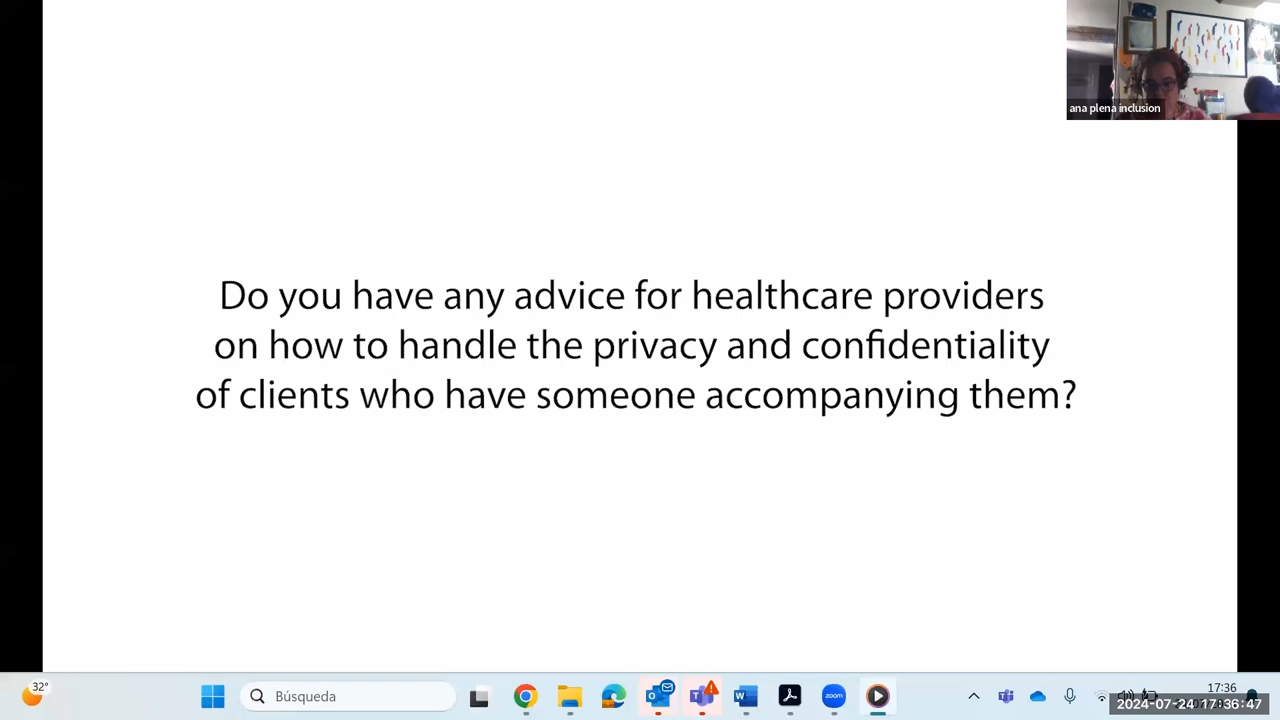 ana plena inclusion
Do you have any advice for healthcare providers
on how to handle the privacy and confidentiality
of clients who have someone accompanying them?
32°
Búsqueda
zoom
17:36
2024-07-24 17:36:47